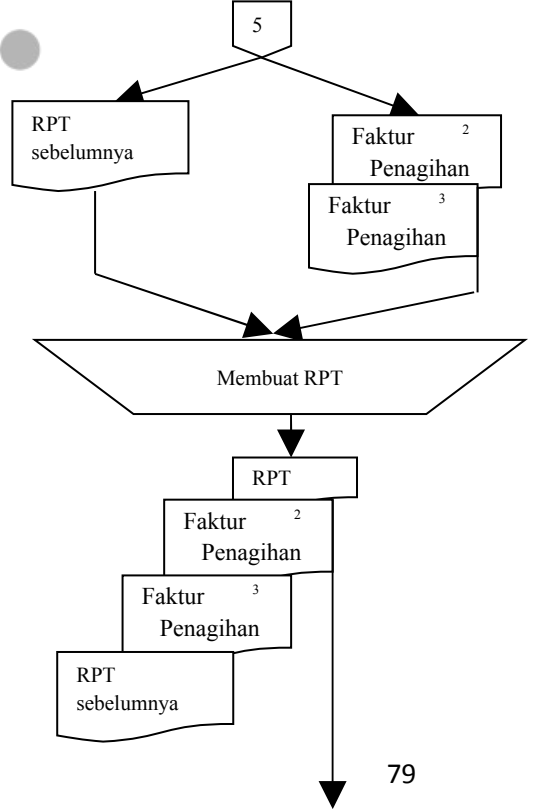 5
RPT
sebelumnya
Faktur 2
Penagihan
Faktur 3
Penagihan
Membuat RPT
RPT
Faktur 2
Penagihan
Faktur 3
Penagihan
RPT
sebelumnya
79